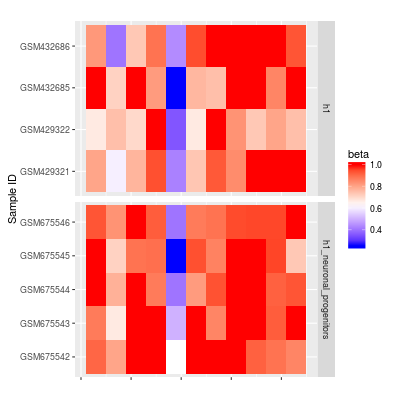 Sample ID
GSM432686
GSM432685
GSM429322
GSM429321
h1
GSM675546
GSM675545
GSM675544
GSM675543
GSM675542
h1_neuronal_progenitors
beta
1.0
0.8
0.6
0.4